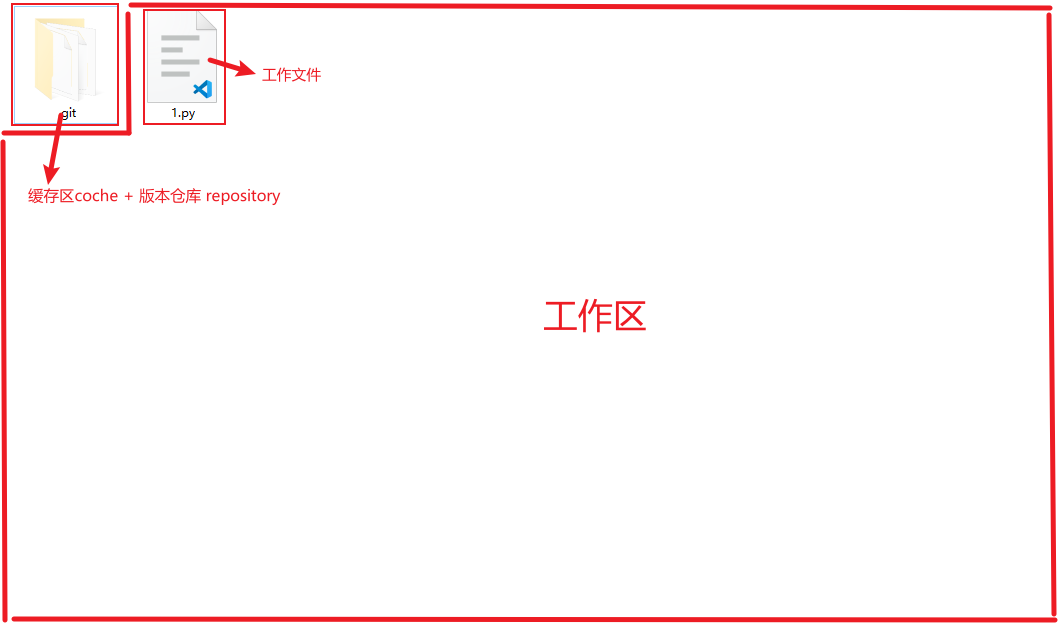 .git
1.py
工作文件
缓存区coche + 版本仓库 repository
工作区